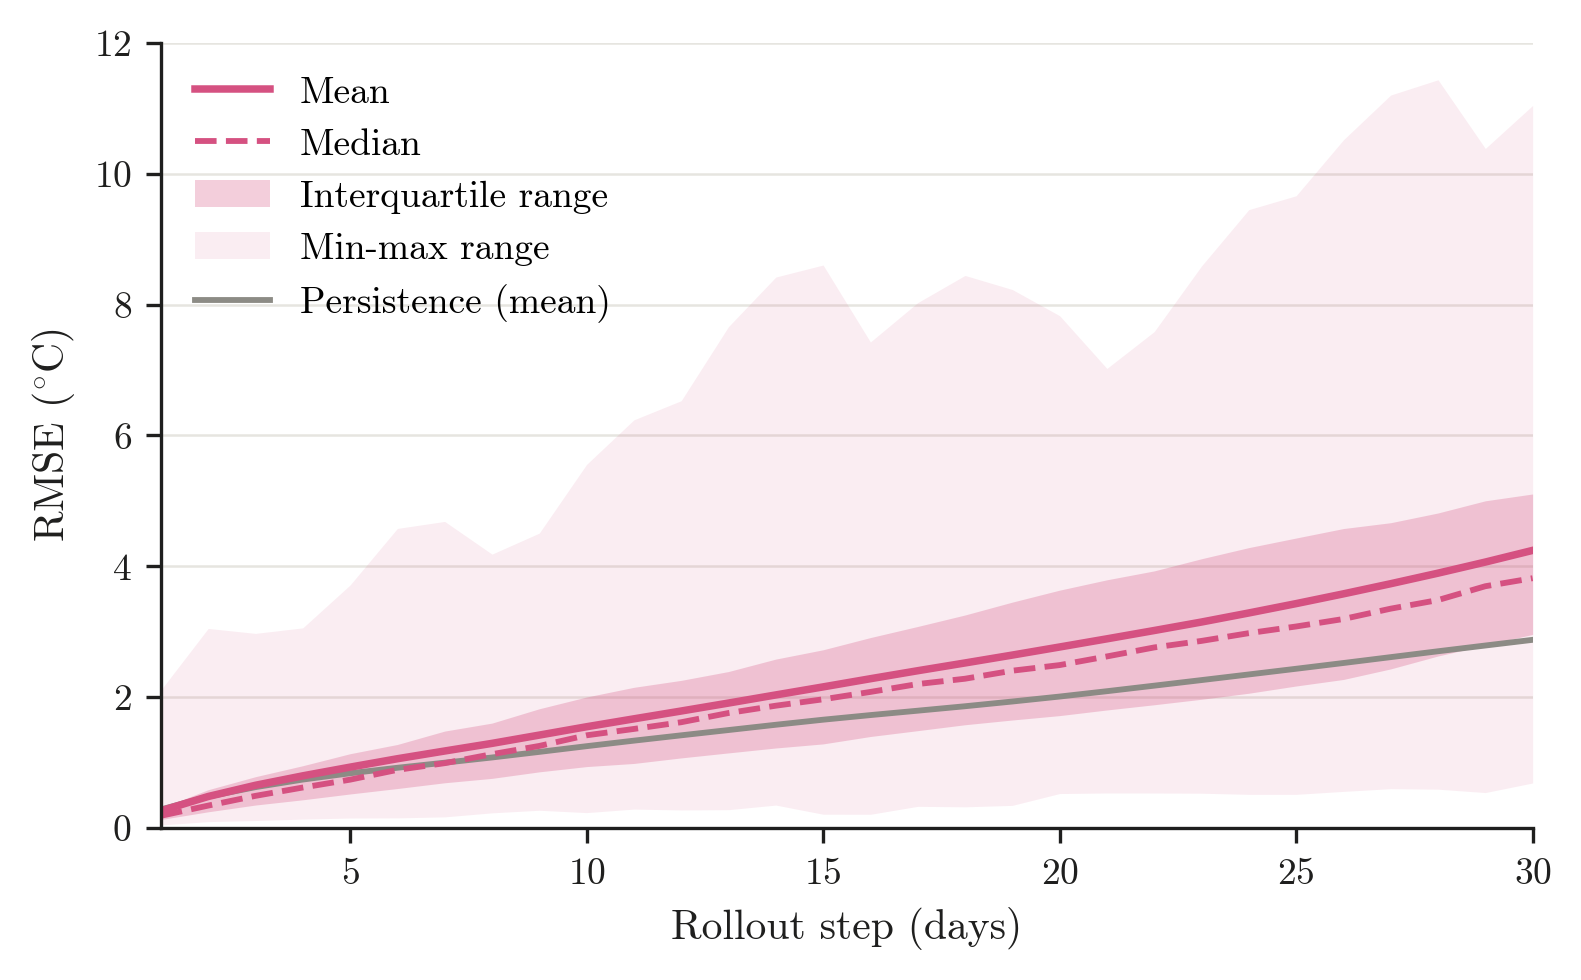 12
10
8
6
4
2
0
RMSE (°C)
Mean
Median
Interquartile range
Min-max range
Persistence (mean)
5
10
15
20
25
30
Rollout step (days)